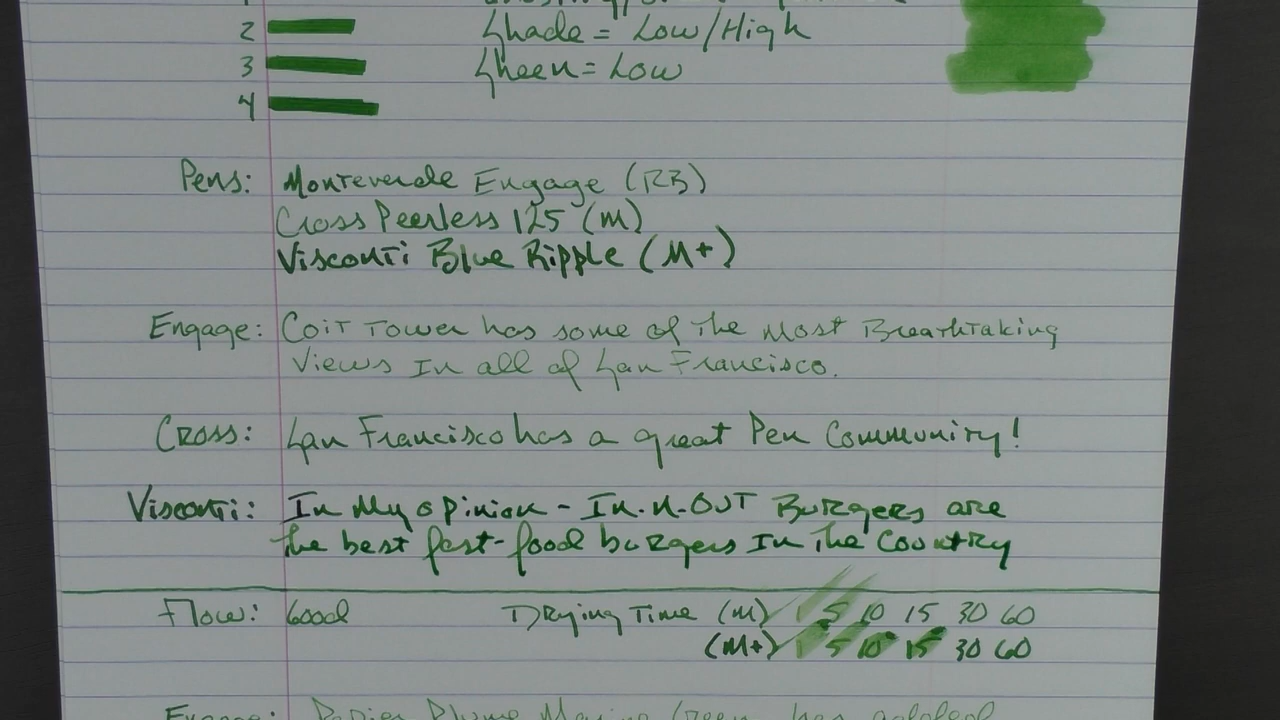 2 Shade = Low/High
3 Sheen = Low
4
Pens: Monteverde Engage (RB)
Cross Peerless 125 (M)
Visconti Blue Ripple (M+)
Engage: Coit Tower has some of the most Breathtaking
Views In all of San Francisco.
Cross: San Francisco has a great Pen Community!
Visconti: In My opinion - In-N-OUT Burgers are
the best fast-food burgers In the Country
Flow: Good Drying Time (M) 1 5 10 15 30 60
(M+) 1 5 10 15 30 60
Engage: has